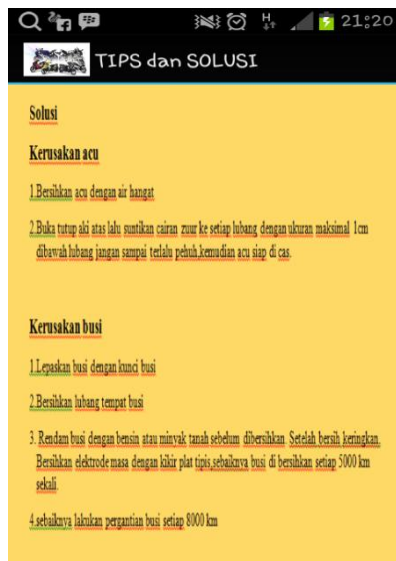 21:20
TIPS dan SOLUSI
Solusi
Kerusakan acu
1.Bersihkan acu dengan air hangat
2.Buka tutup aki atas lalu suntikan cairan zuur ke setiap lubang dengan ukuran maksimal 1cm
dibawah lubang jangan sampai terlalu pehuh,kemudian acu siap di cas.
Kerusakan busi
1.Lepaskan busi dengan kunci busi
2.Bersihkan lubang tempat busi
3. Rendam busi dengan bensin atau minyak tanah sebelum dibersihkan. Setelah bersih keringkan.
Bersihkan elektrode masa dengan kikir plat tipis,sebaiknya busi di bersihkan setiap 5000 km
sekali.
4.sebaiknya lakukan pergantian busi setiap 8000 km